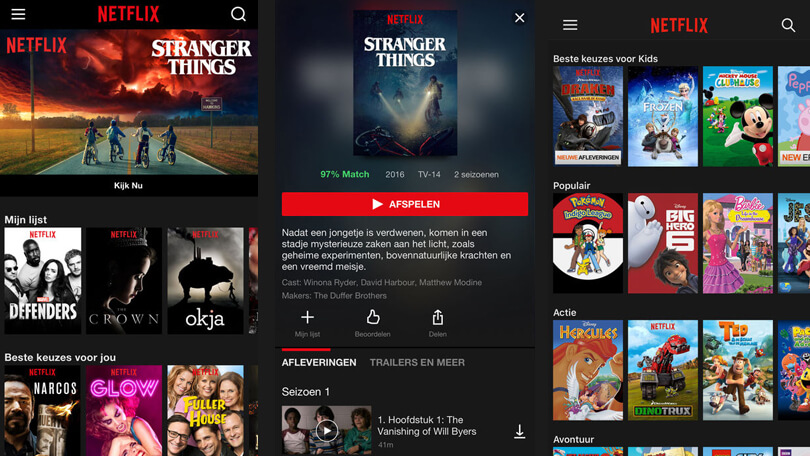 NETFLIX
NETFLIX
STRANGER
THINGS
Kijk Nu
Mijn lijst
NETFLIX
MARVEL
DEFENDERS
NETFLIX
THE
CROWN
NETFLIX
okja
Beste keuzes voor jou
NETFLIX
NARCOS
NETFLIX
GLOW
NETFLIX
FULLER
HOUSE
NETFLIX
STRANGER
THINGS
97% Match 2016 TV-14 2 seizoenen
AFSPELEN
Nadat een jongetje is verdwenen, komen in een
stadje mysterieuze zaken aan het licht, zoals
geheime experimenten, bovennatuurlijke krachten en
een vreemd meisje.
Cast: Winona Ryder, David Harbour, Matthew Modine
Makers: The Duffer Brothers
Mijn lijst Beoordelen Delen
AFLEVERINGEN TRAILERS EN MEER
Seizoen 1
1. Hoofdstuk 1: The
Vanishing of Will Byers
41m
NETFLIX
Beste keuzes voor Kids
NETFLIX
DRAKEN
NIEUWE AFLEVERINGEN
Disney
FROZEN
MICKEY MOUSE
CLUBHOUSE
NEW E
Populair
POKéMON
Indigo League
Disney
BIG
HERO
6
Barbie
Actie
Disney
HERCULES
NETFLIX
DINOTRUX
TED
Avontuur
BBG